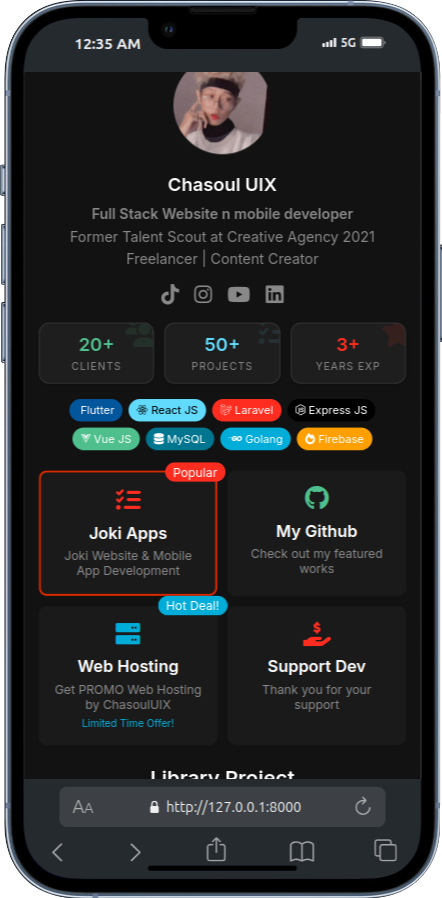 12:35 AM
5G
Chasoul UIX
Full Stack Website n mobile developer
Former Talent Scout at Creative Agency 2021
Freelancer | Content Creator
20+
CLIENTS
50+
PROJECTS
3+
YEARS EXP
Flutter
React JS
Laravel
Express JS
Vue JS
MySQL
Golang
Firebase
Popular
Joki Apps
Joki Website & Mobile
App Development
My Github
Check out my featured
works
Hot Deal!
Web Hosting
Get PROMO Web Hosting
by ChasoulUIX
Limited Time Offer!
Support Dev
Thank you for your
support
Library Project
AA
http://127.0.0.1:8000